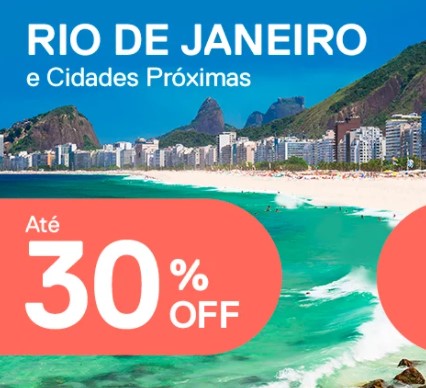 RIO DE JANEIRO
e Cidades Próximas
Até
30%
OFF